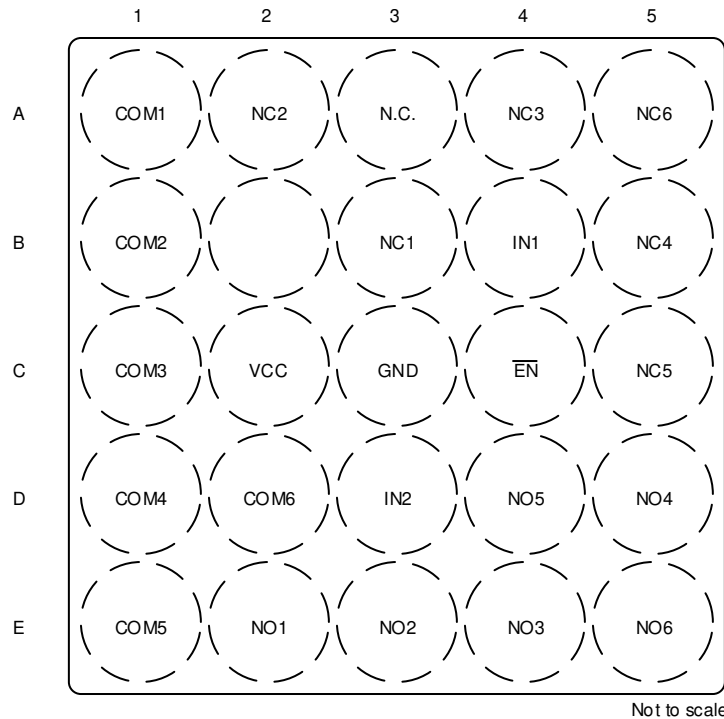 1 2 3 4 5
A COM1 NC2 N.C. NC3 NC6
B COM2 NC1 IN1 NC4
C COM3 VCC GND E̅N̅ NC5
D COM4 COM6 IN2 NO5 NO4
E COM5 NO1 NO2 NO3 NO6
Not to scale